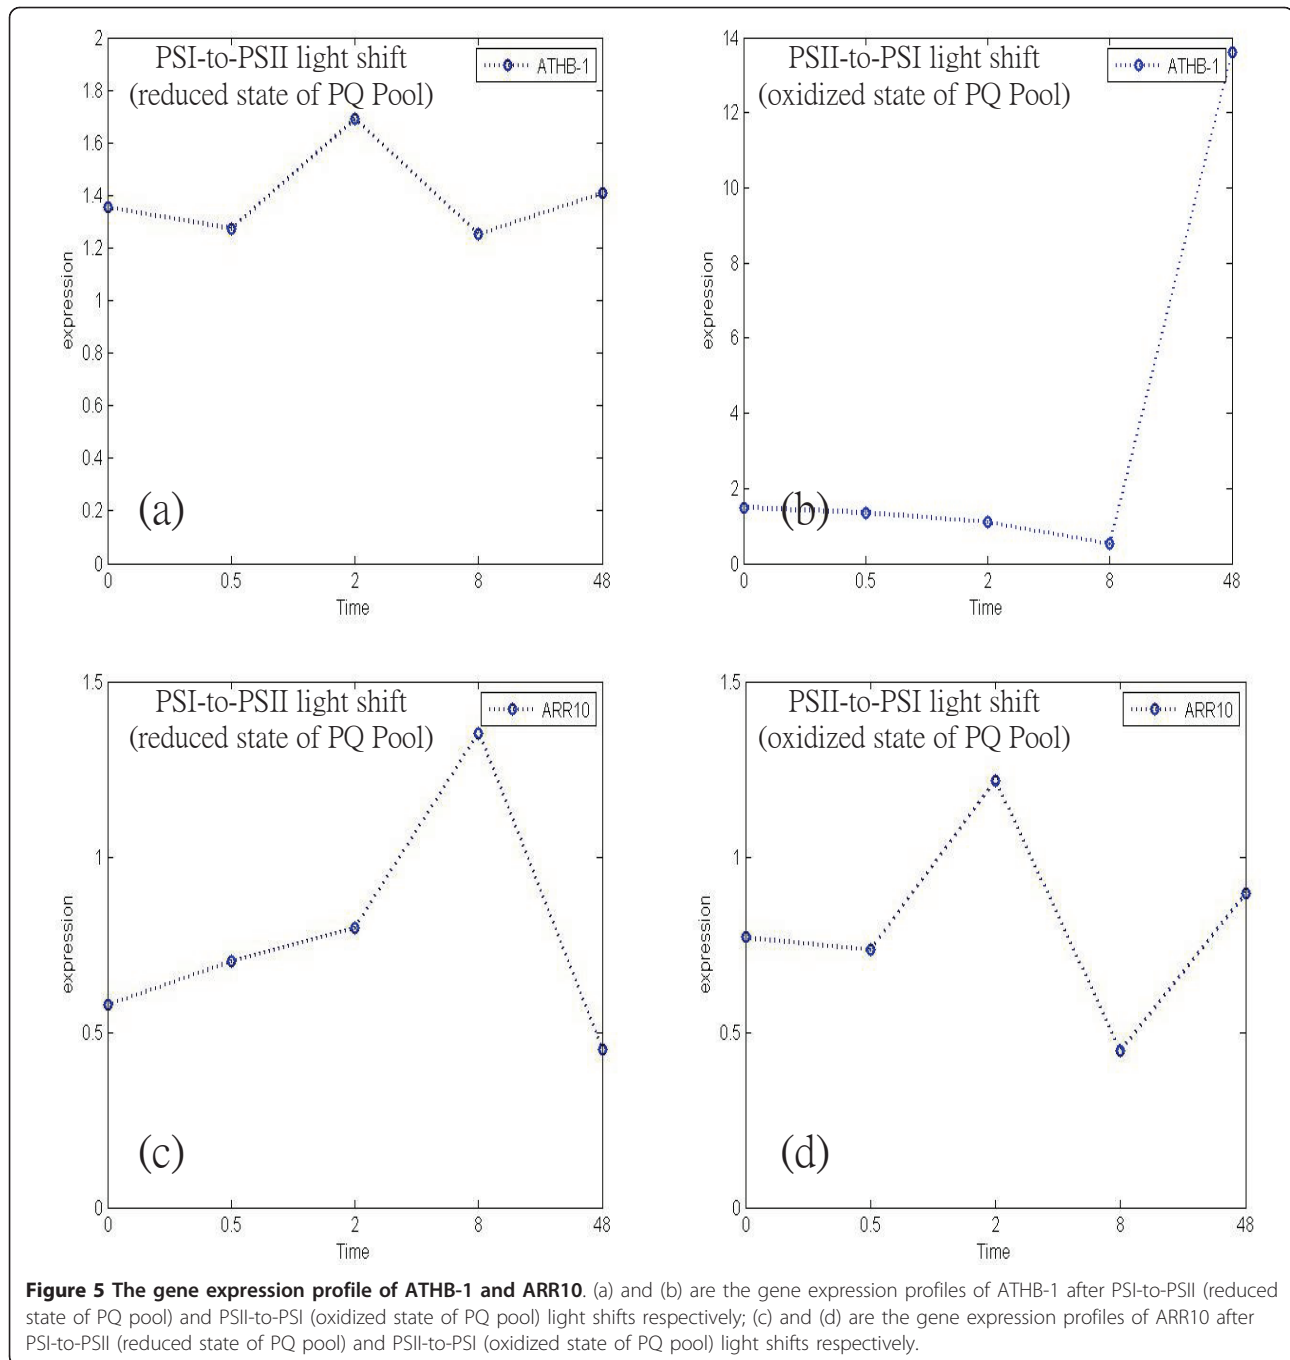 PSI-to-PSII light shift
(reduced state of PQ Pool)
ATHB-1
2
1.8
1.6
1.4
1.2
1
0.8
0.6
0.4
0.2
0
expression
(a)
0 0.5 2 8 48
Time
PSII-to-PSI light shift
(oxidized state of PQ Pool)
ATHB-1
14
12
10
8
6
4
2
0
expression
(b)
0 0.5 2 8 48
Time
PSI-to-PSII light shift
(reduced state of PQ Pool)
ARR10
1.5
1
0.5
0
expression
(c)
0 0.5 2 8 48
Time
PSII-to-PSI light shift
(oxidized state of PQ Pool)
ARR10
1.5
1
0.5
0
expression
(d)
0 0.5 2 8 48
Time
Figure 5 The gene expression profile of ATHB-1 and ARR10. (a) and (b) are the gene expression profiles of ATHB-1 after PSI-to-PSII (reduced
state of PQ pool) and PSII-to-PSI (oxidized state of PQ pool) light shifts respectively; (c) and (d) are the gene expression profiles of ARR10 after
PSI-to-PSII (reduced state of PQ pool) and PSII-to-PSI (oxidized state of PQ pool) light shifts respectively.